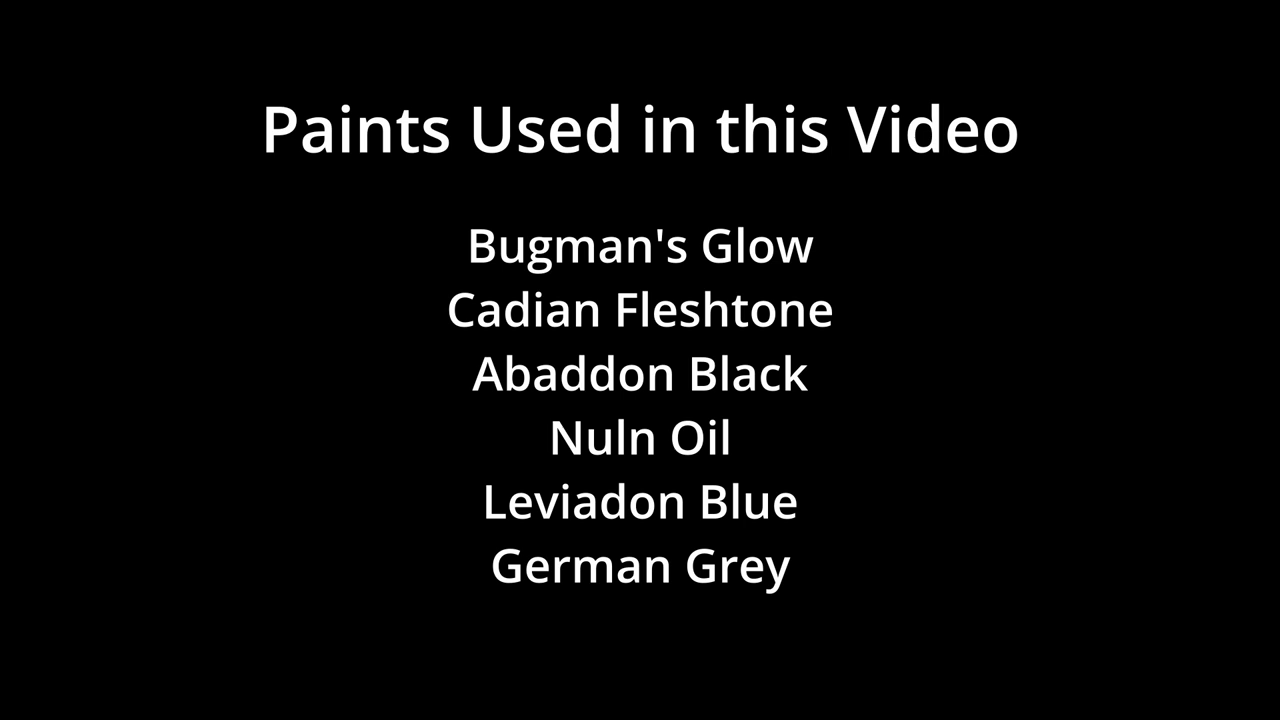 Paints Used in this Video
Bugman's Glow
Cadian Fleshtone
Abaddon Black
Nuln Oil
Leviadon Blue
German Grey